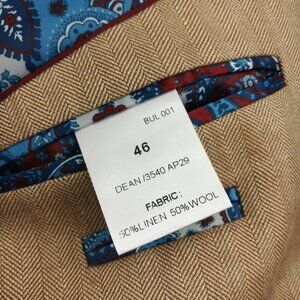 BUL 001
46
DEAN /3540 AP29
FABRIC:
50%LINEN 50%WOOL